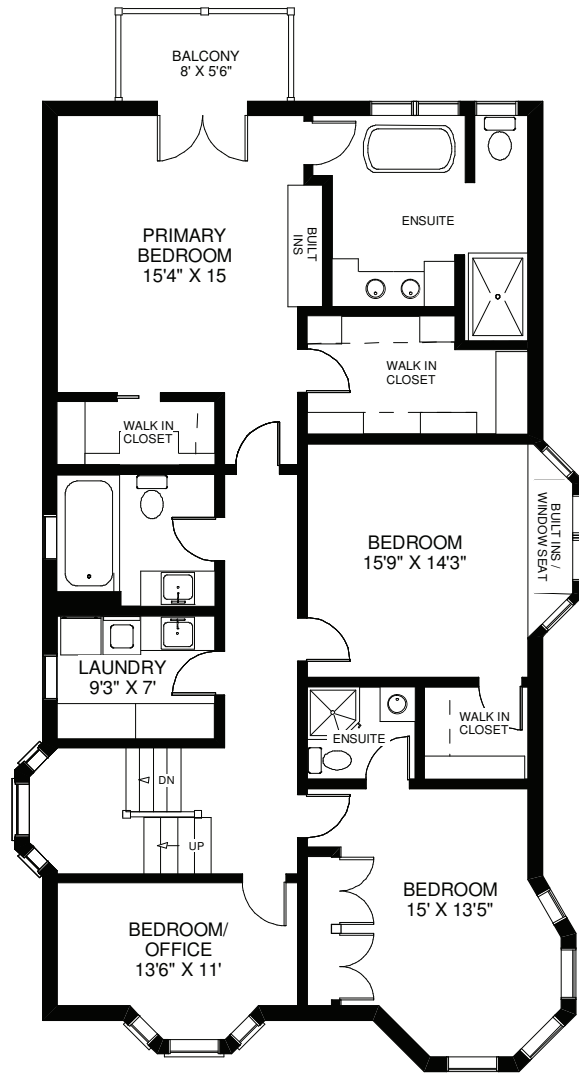 BALCONY
8' X 5'6"
PRIMARY
BEDROOM
15'4" X 15
BUILT
INS
ENSUITE
WALK IN
CLOSET
WALK IN
CLOSET
BEDROOM
15'9" X 14'3"
BUILT INS /
WINDOW SEAT
LAUNDRY
9'3" X 7'
ENSUITE
WALK IN
CLOSET
DN
UP
BEDROOM
15' X 13'5"
BEDROOM/
OFFICE
13'6" X 11'